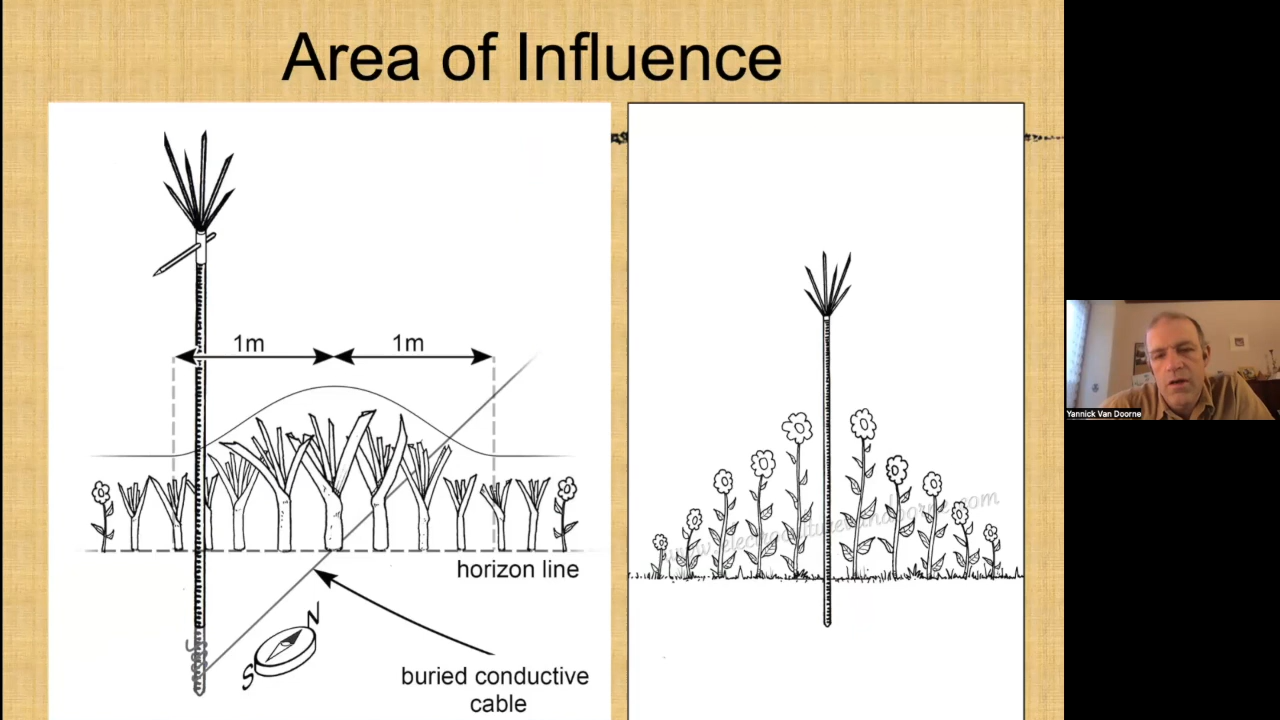 Area of Influence
1m
1m
horizon line
N
S
buried conductive
cable
Yannick Van Doorne